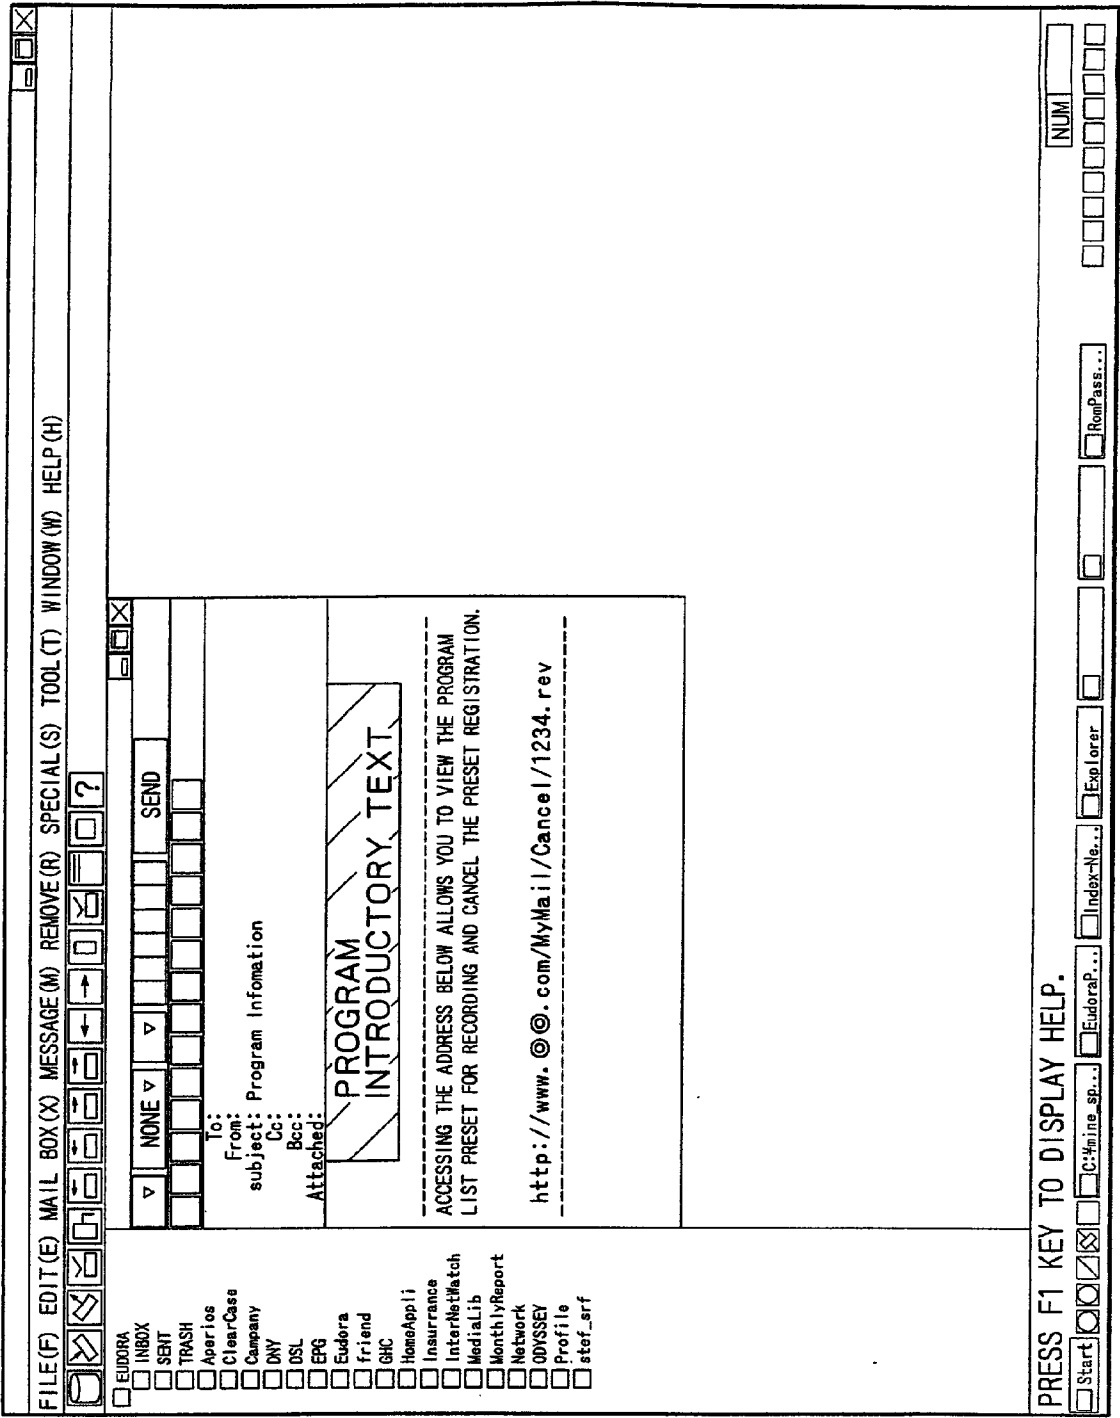 FILE(F) EDIT(E) MAIL BOX(X) MESSAGE(M) REMOVE(R) SPECIAL(S) TOOL(T) WINDOW(W) HELP(H)
?
EUDORA
INBOX
SENT
TRASH
Aperios
ClearCase
Campany
DNY
DSL
EPG
Eudora
friend
GHC
HomeAppli
Insurrance
InterNetWatch
MediaLib
MonthlyReport
Network
ODYSSEY
Profile
stef_srf
▽ NONE ▽ ▽ SEND
To:
From:
subject: Program Infomation
Cc:
Bcc:
Attached:
PROGRAM
INTRODUCTORY TEXT
ACCESSING THE ADDRESS BELOW ALLOWS YOU TO VIEW THE PROGRAM
LIST PRESET FOR RECORDING AND CANCEL THE PRESET REGISTRATION.
http://www.◎◎.com/MyMail/Cancel/1234.rev
PRESS F1 KEY TO DISPLAY HELP.
NUM
Start C:¥mine_sp... EudoraP... Index-Ne... Explorer RomPass...